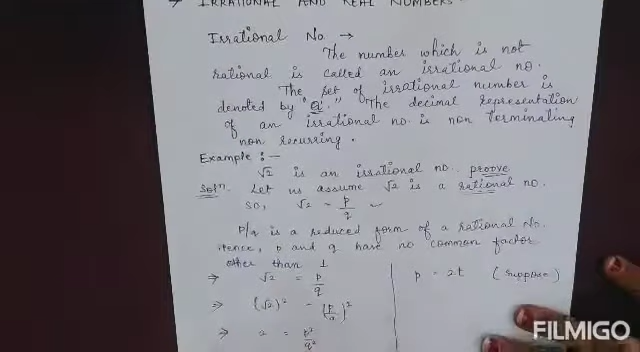 → IRRATIONAL AND REAL NUMBERS
Irrational No →
The number which is not
rational is called an irrational no.
The set of irrational number is
denoted by "Q'." The decimal representation
of an irrational no. is non terminating
non recurring.
Example :—
√2 is an irrational no. proove
Solⁿ. Let us assume √2 is a rational no.
so, √2 = p/q
P/q is a reduced form of a rational No.
Hence, p and q have no common factor
other than 1
⇒ √2 = p/q
⇒ (√2)² = (p/q)²
⇒ 2 = p²/q²
p = 2t (suppose)
FILMIGO